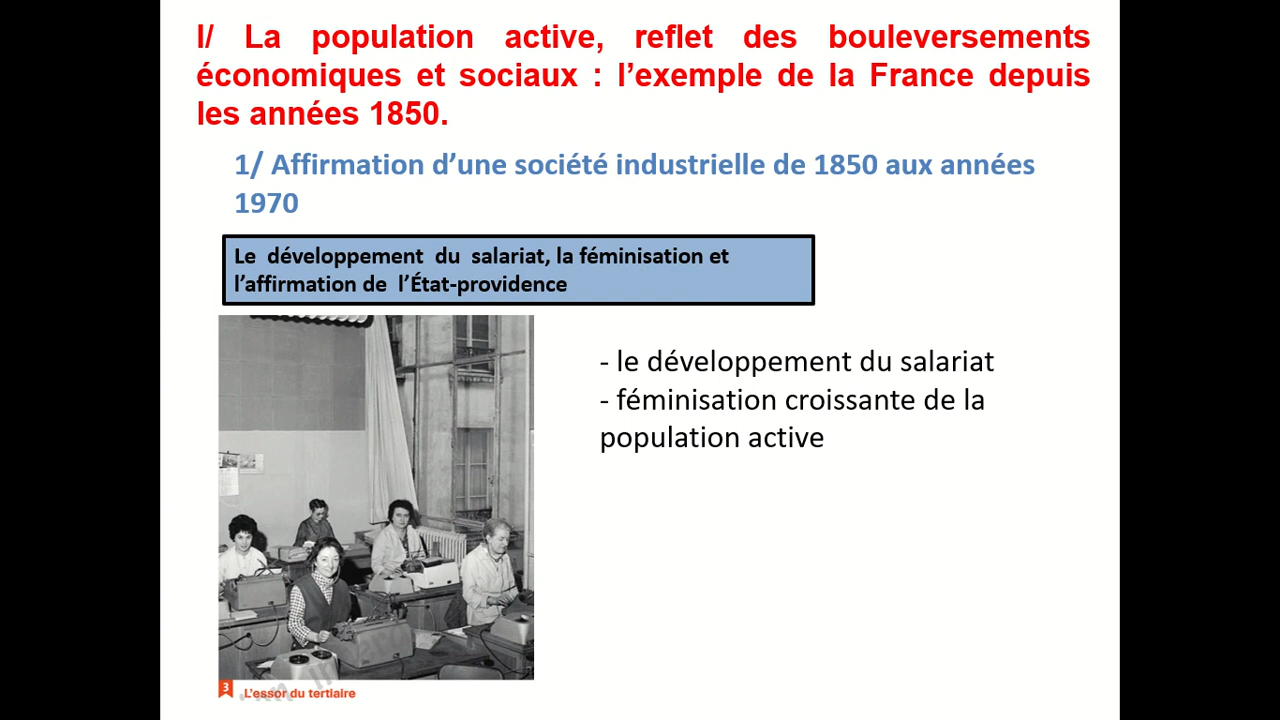 I/ La population active, reflet des bouleversements
économiques et sociaux : l’exemple de la France depuis
les années 1850.
1/ Affirmation d’une société industrielle de 1850 aux années
1970
Le développement du salariat, la féminisation et
l’affirmation de l’État-providence
- le développement du salariat
- féminisation croissante de la
population active
3 L’essor du tertiaire